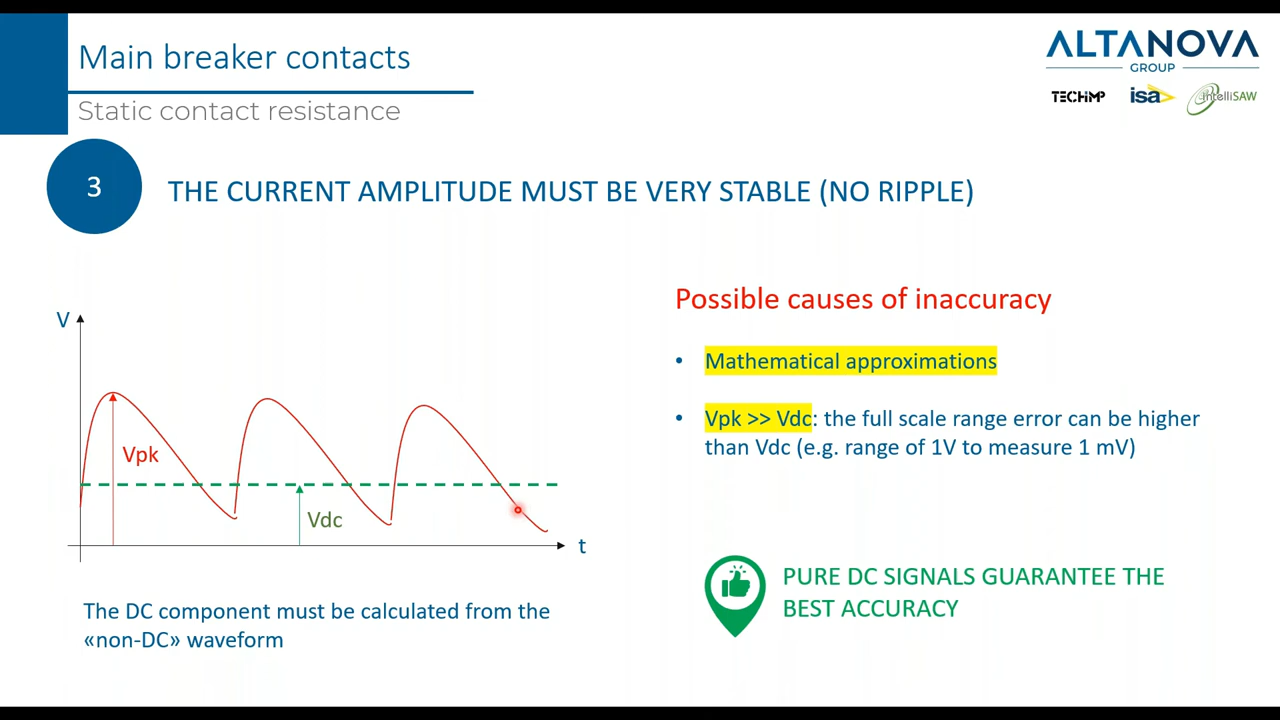 Main breaker contacts
Static contact resistance
ALTANOVA
GROUP
TECHIMP
isa
intelliSAW
3
THE CURRENT AMPLITUDE MUST BE VERY STABLE (NO RIPPLE)
V
Vpk
Vdc
t
The DC component must be calculated from the
«non-DC» waveform
Possible causes of inaccuracy
• Mathematical approximations
• Vpk >> Vdc: the full scale range error can be higher
than Vdc (e.g. range of 1V to measure 1 mV)
PURE DC SIGNALS GUARANTEE THE
BEST ACCURACY